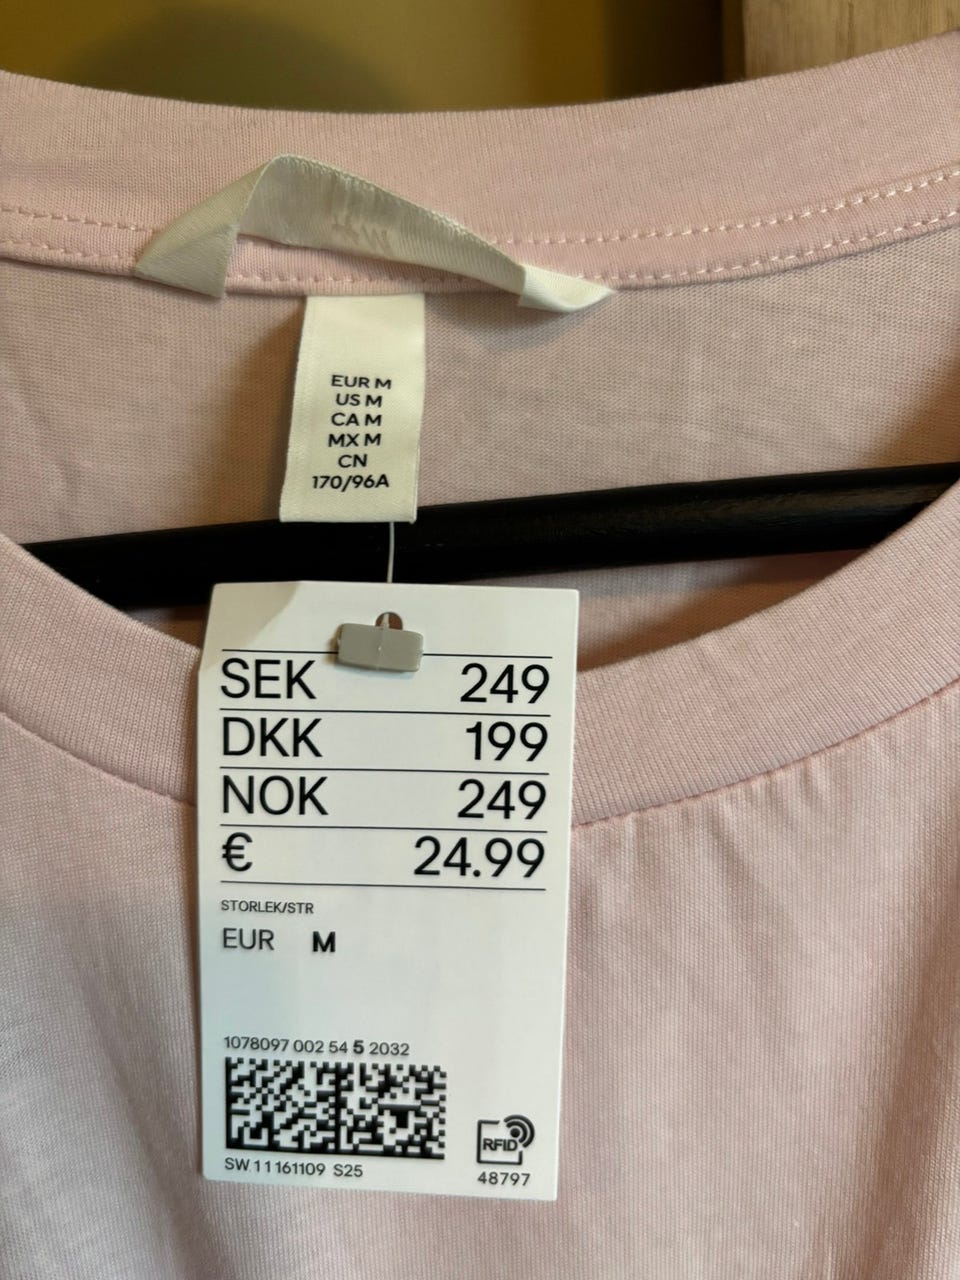 EUR M
US M
CA M
MX M
CN
170/96A
SEK 249
DKK 199
NOK 249
€ 24.99
STORLEK/STR
EUR M
1078097 002 54 5 2032
SW 11161109 S25
RFID
48797